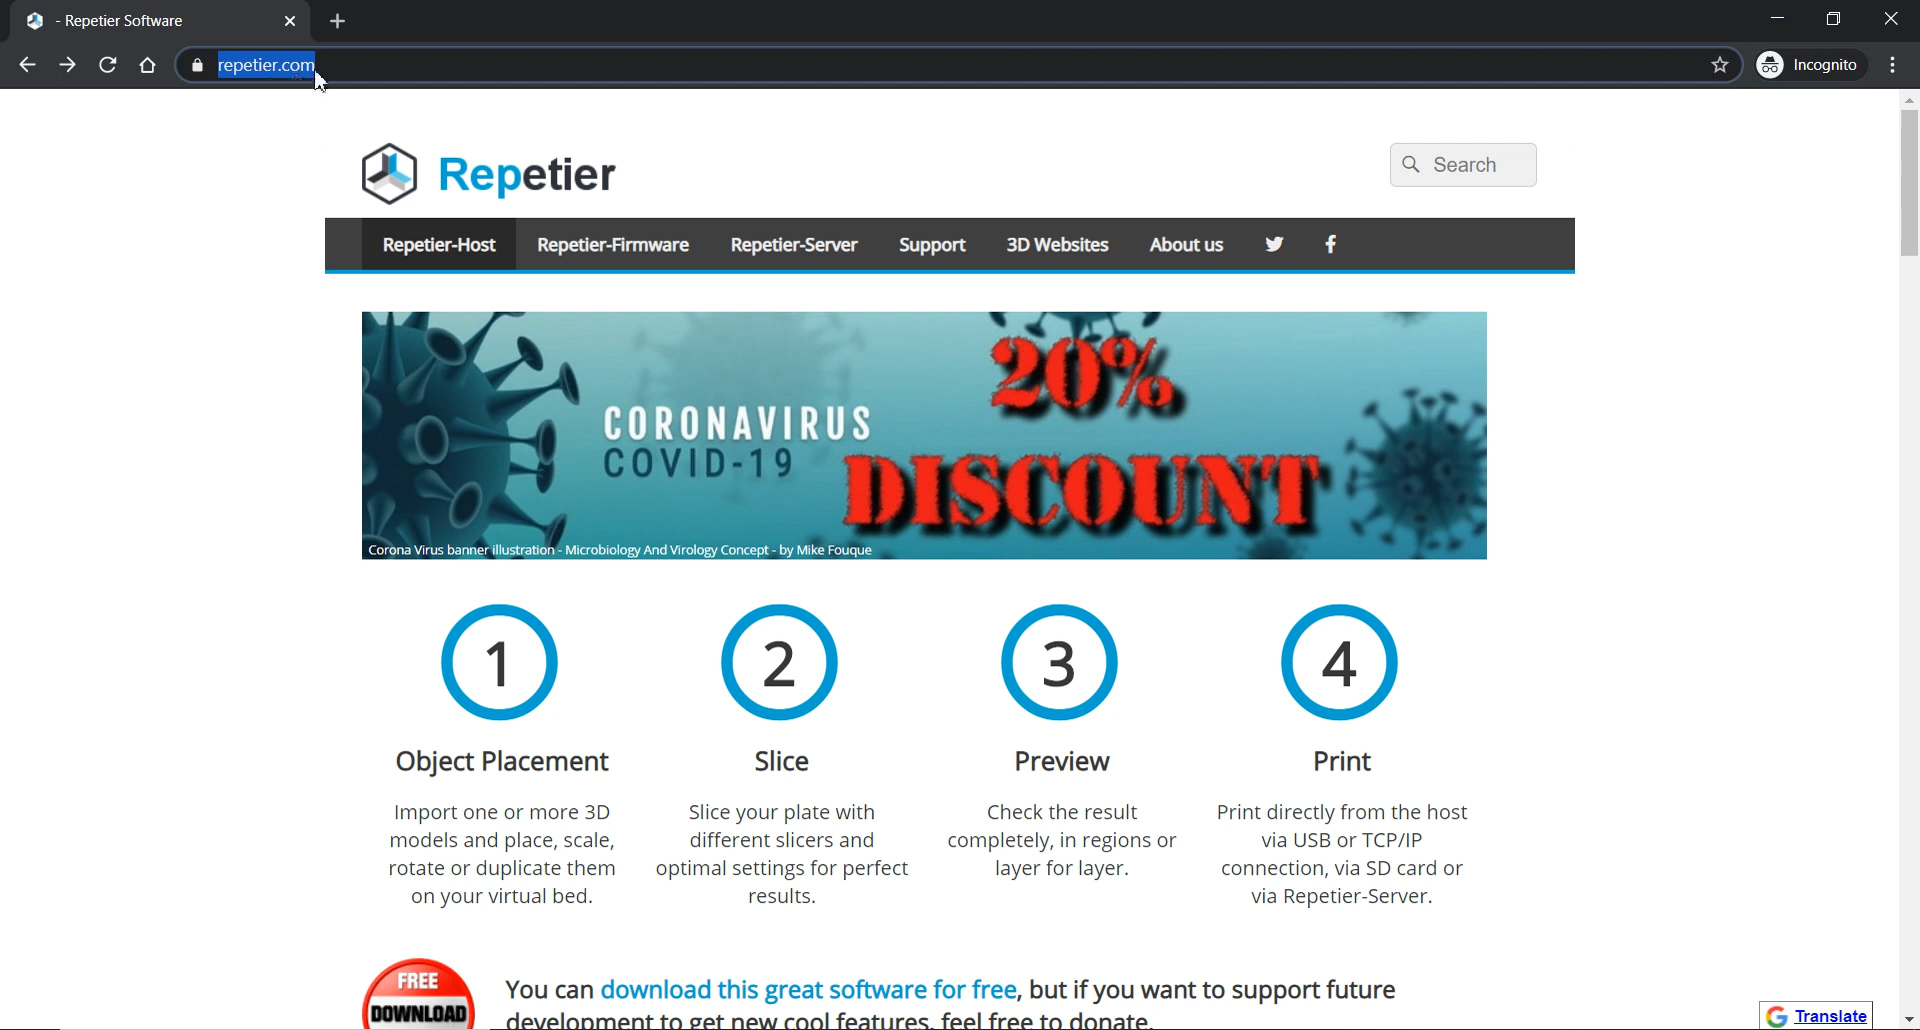 - Repetier Software
repetier.com
Incognito
Repetier
Search
Repetier-Host Repetier-Firmware Repetier-Server Support 3D Websites About us
20%
CORONAVIRUS
COVID-19
DISCOUNT
Corona Virus banner illustration - Microbiology And Virology Concept - by Mike Fouque
1 2 3 4
Object Placement Slice Preview Print
Import one or more 3D
models and place, scale,
rotate or duplicate them
on your virtual bed.
Slice your plate with
different slicers and
optimal settings for perfect
results.
Check the result
completely, in regions or
layer for layer.
Print directly from the host
via USB or TCP/IP
connection, via SD card or
via Repetier-Server.
FREE
DOWNLOAD
You can download this great software for free, but if you want to support future
development to get new cool features, feel free to donate.
Translate